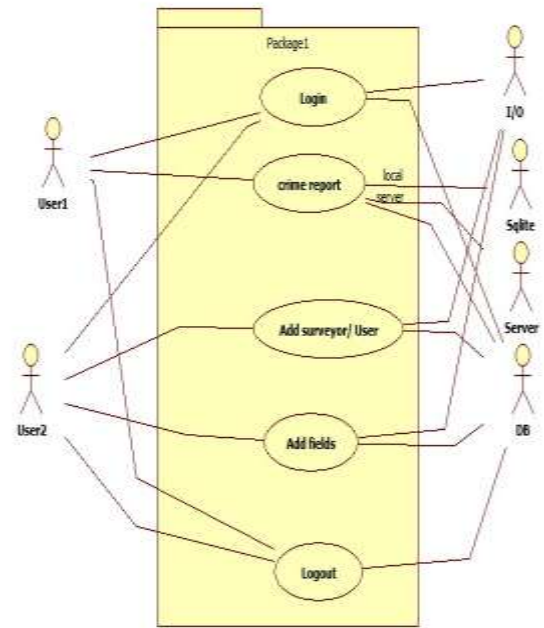 Package1
Login
I/O
User1
crime report
local
server
Sqlite
Server
Add surveyor/ User
User2
DB
Add fields
Logout